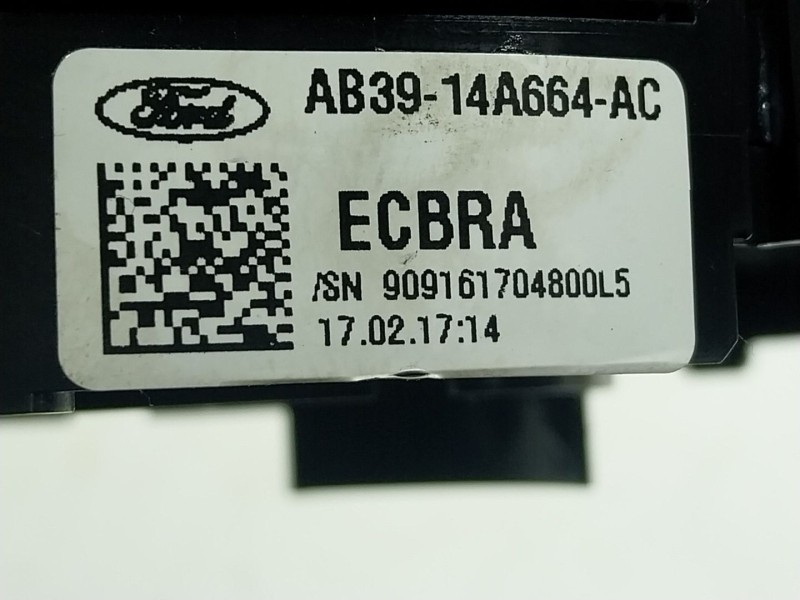 Ford
AB39-14A664-AC
ECBRA
/SN 909161704800L5
17.02.17:14